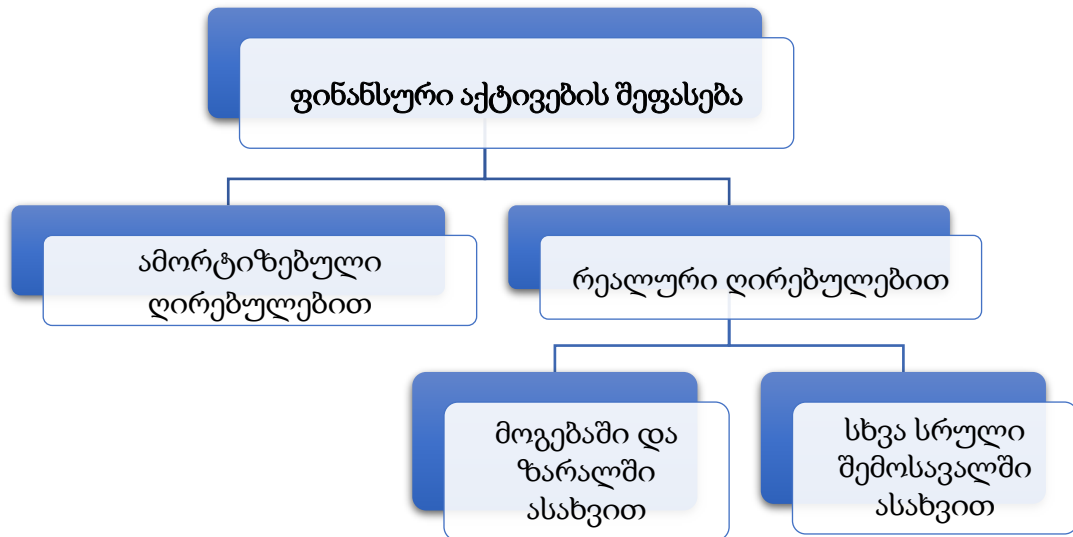 ფინანსური აქტივების შეფასება
ამორტიზებული
ღირებულებით
რეალური ღირებულებით
მოგებაში და
ზარალში
ასახვით
სხვა სრული
შემოსავალში
ასახვით